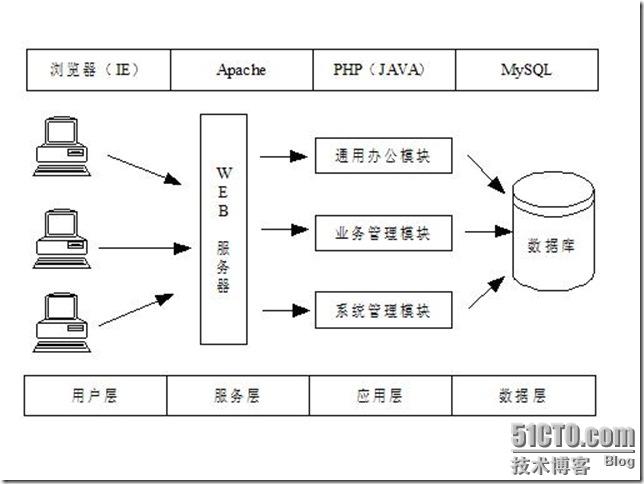 浏览器（IE） Apache PHP（JAVA） MySQL
WEB 服务器
通用办公模块
业务管理模块
系统管理模块
数据库
用户层 服务层 应用层 数据层
51CTO.com
技术博客 Blog